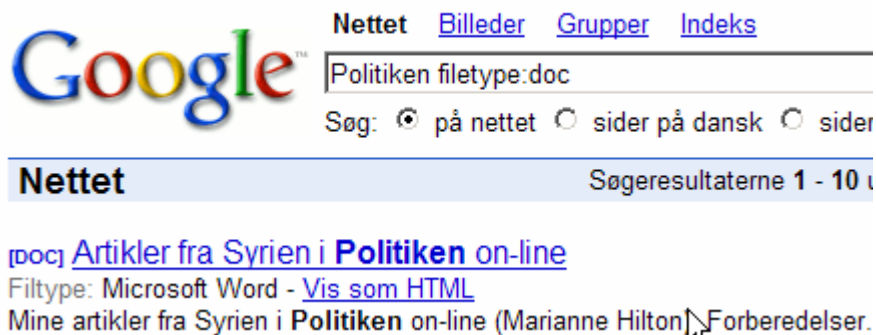 Nettet Billeder Grupper Indeks
Google™
Politiken filetype:doc
Søg: på nettet sider på dansk sider
Nettet Søgeresultaterne 1 - 10 u
[DOC] Artikler fra Syrien i Politiken on-line
Filtype: Microsoft Word - Vis som HTML
Mine artikler fra Syrien i Politiken on-line (Marianne Hilton) Forberedelser.